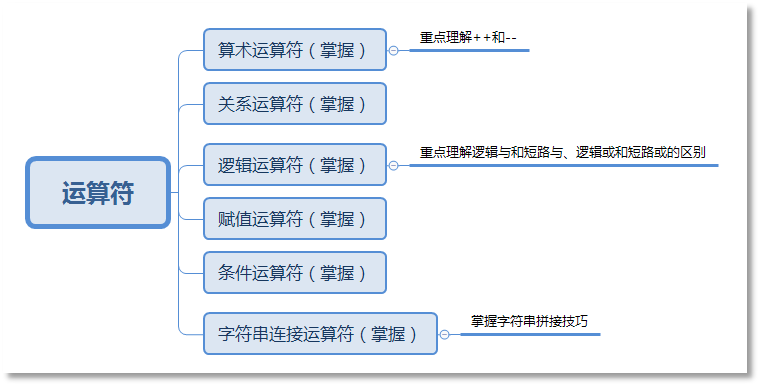 算术运算符（掌握）
重点理解++和--
关系运算符（掌握）
逻辑运算符（掌握）
重点理解逻辑与和短路与、逻辑或和短路或的区别
运算符
赋值运算符（掌握）
条件运算符（掌握）
字符串连接运算符（掌握）
掌握字符串拼接技巧